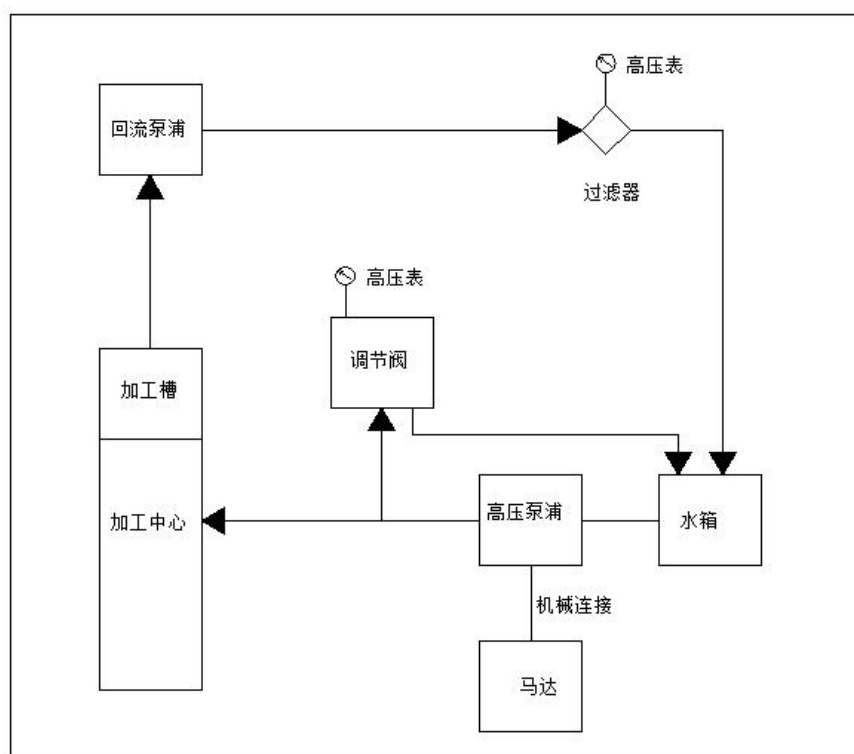 高压表
回流泵浦
过滤器
高压表
调节阀
加工槽
高压泵浦
加工中心
水箱
机械连接
马达